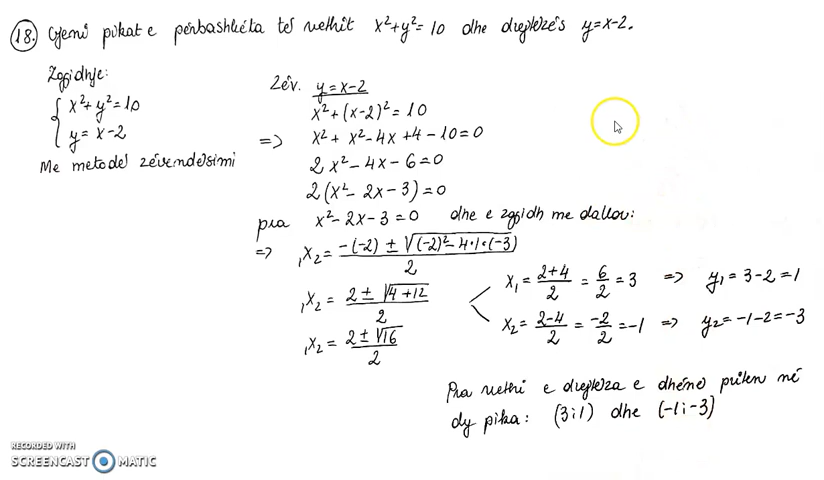 18. Gjeni pikat e përbashkëta të rrethit x²+y²=10 dhe drejtëzës y=x-2.
Zgjidhje:
{ x²+y²=10
y=x-2
Me metodë zëvendësimi
Zëv. y=x-2
x²+(x-2)²=10
=> x²+x²-4x+4-10=0
2x²-4x-6=0
2(x²-2x-3)=0
pra x²-2x-3=0 dhe e zgjidh me dallor:
=> ₁x₂ = (-(-2) ± √((-2)²-4·1·(-3)))/2
₁x₂ = (2 ± √(4+12))/2
₁x₂ = (2 ± √16)/2
x₁ = (2+4)/2 = 6/2 = 3 => y₁=3-2=1
x₂ = (2-4)/2 = -2/2 = -1 => y₂=-1-2=-3
Pra rrethi e drejtëza e dhënë priten në
dy pika: (3;1) dhe (-1;-3)
RECORDED WITH
SCREENCAST MATIC